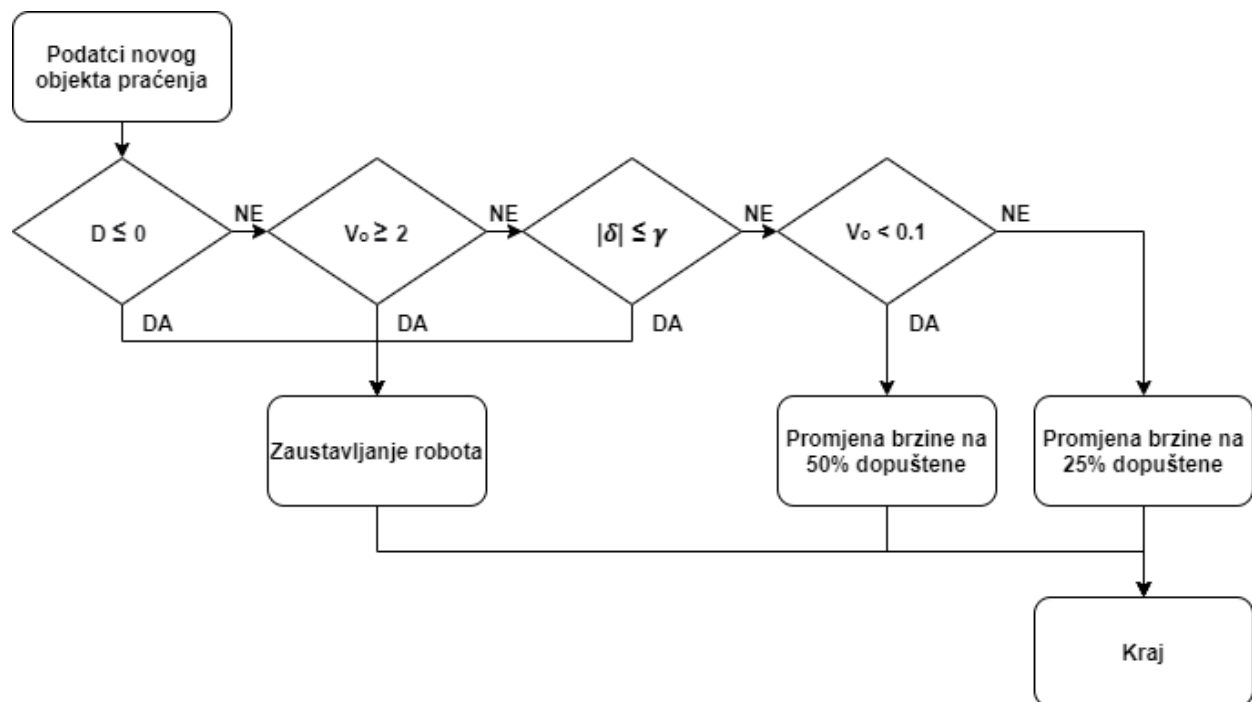 Podatci novog
objekta praćenja
D ≤ 0
NE
Vo ≥ 2
NE
|δ| ≤ γ
NE
Vo < 0.1
NE
DA
DA
DA
DA
Zaustavljanje robota
Promjena brzine na
50% dopuštene
Promjena brzine na
25% dopuštene
Kraj